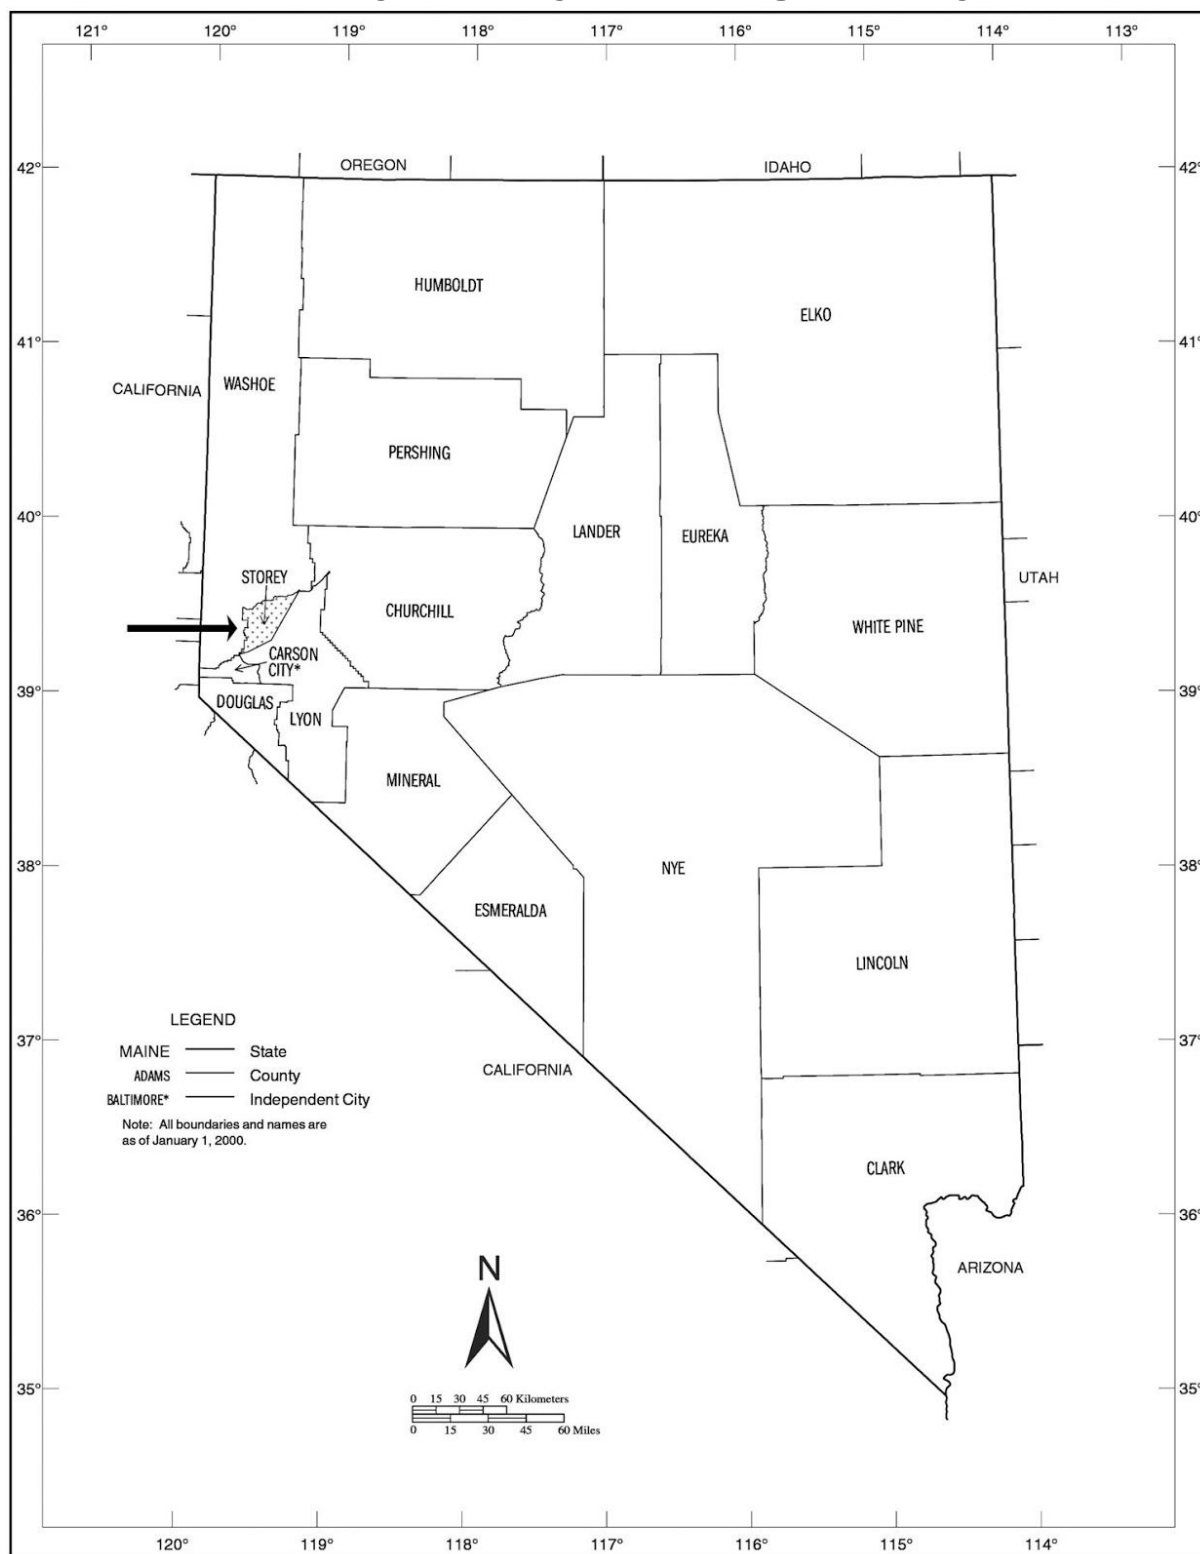 121° 120° 119° 118° 117° 116° 115° 114° 113°
42° OREGON IDAHO 42°
HUMBOLDT
ELKO
41° 41°
WASHOE
CALIFORNIA
PERSHING
40° 40°
LANDER
EUREKA
STOREY
UTAH
CHURCHILL
WHITE PINE
CARSON
CITY*
39° 39°
DOUGLAS
LYON
MINERAL
38° 38°
NYE
ESMERALDA
LINCOLN
LEGEND
37° 37°
MAINE State
ADAMS County
BALTIMORE* Independent City
Note: All boundaries and names are
as of January 1, 2000.
CALIFORNIA
CLARK
36° 36°
ARIZONA
N
35° 35°
0 15 30 45 60 Kilometers
0 15 30 45 60 Miles
120° 119° 118° 117° 116° 115° 114°